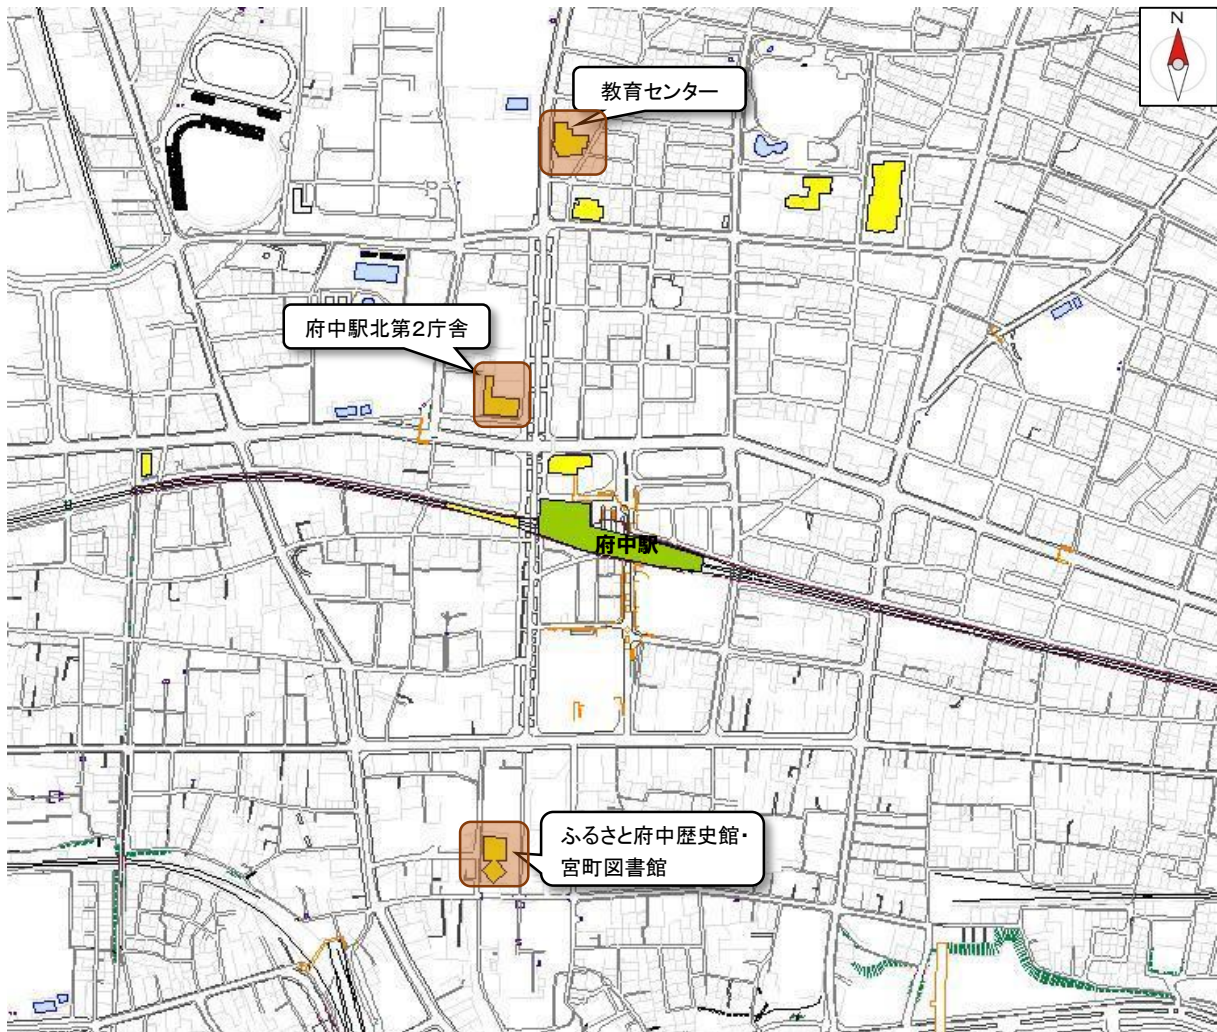 N
教育センター
府中駅北第2庁舎
府中駅
ふるさと府中歴史館・
宮町図書館